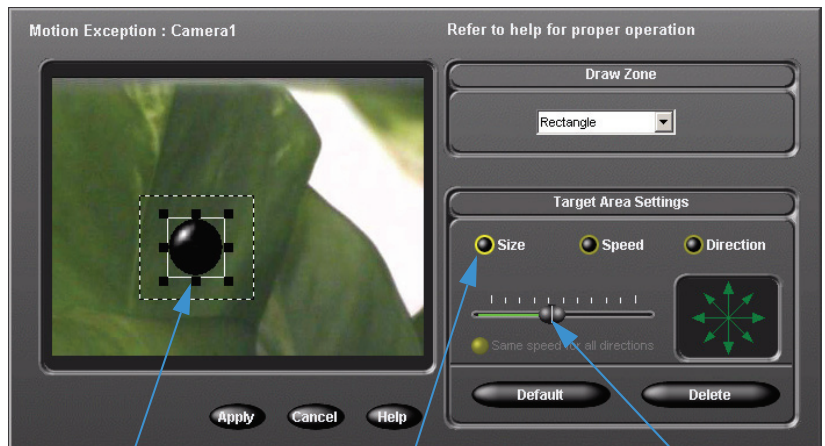 Motion Exception : Camera1
Refer to help for proper operation
Draw Zone
Rectangle
Target Area Settings
Size
Speed
Direction
Same speed for all directions
Default
Delete
Apply
Cancel
Help